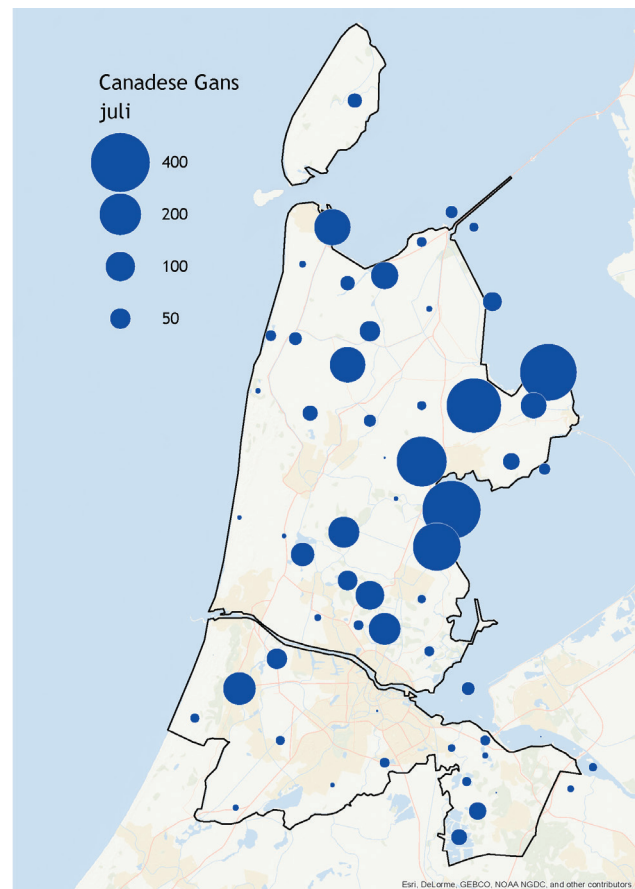 Canadese Gans
juli
400
200
100
50
Esri, DeLorme, GEBCO, NOAA NGDC, and other contributors